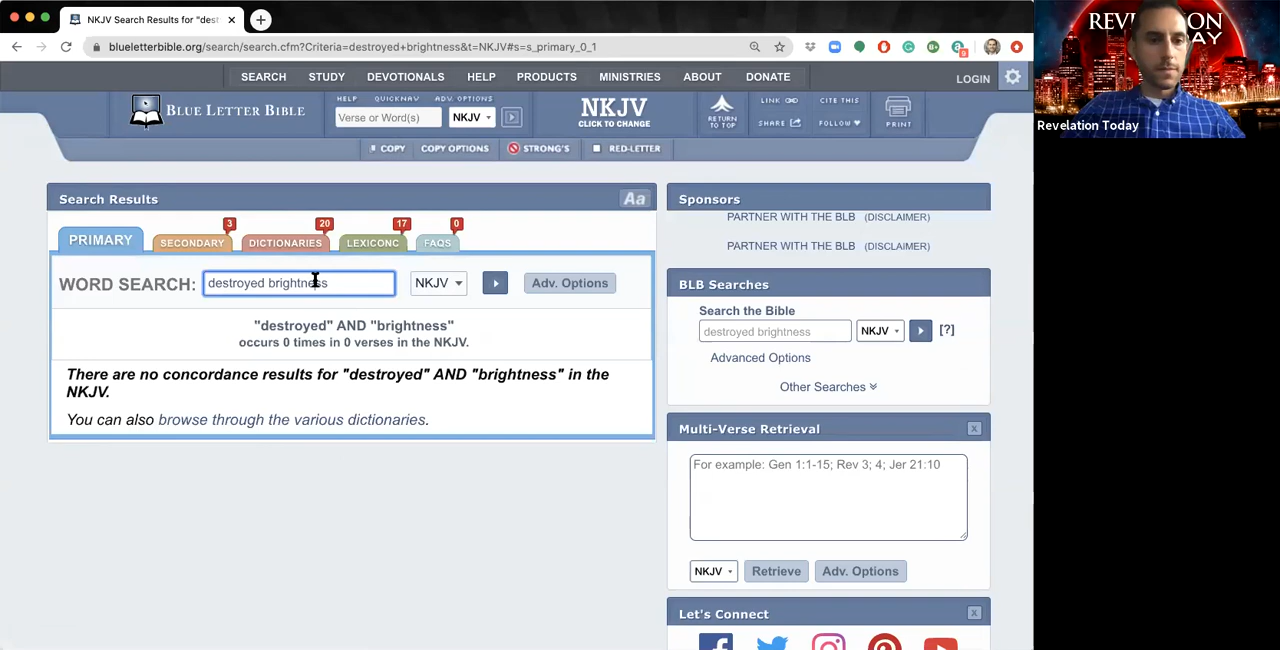 NKJV Search Results for "dest
blueletterbible.org/search/search.cfm?Criteria=destroyed+brightness&t=NKJV#s=s_primary_0_1
SEARCH STUDY DEVOTIONALS HELP PRODUCTS MINISTRIES ABOUT DONATE LOGIN
BLUE LETTER BIBLE
HELP QUICKNAV ADV. OPTIONS
Verse or Word(s) NKJV
NKJV
CLICK TO CHANGE
RETURN
TO TOP
LINK CITE THIS
SHARE FOLLOW
PRINT
COPY COPY OPTIONS STRONG'S RED-LETTER
Search Results Aa
3 20 17 0
PRIMARY SECONDARY DICTIONARIES LEXICONC FAQS
WORD SEARCH: destroyed brightness NKJV Adv. Options
"destroyed" AND "brightness"
occurs 0 times in 0 verses in the NKJV.
There are no concordance results for "destroyed" AND "brightness" in the
NKJV.
You can also browse through the various dictionaries.
Sponsors
PARTNER WITH THE BLB (DISCLAIMER)
PARTNER WITH THE BLB (DISCLAIMER)
BLB Searches
Search the Bible
destroyed brightness NKJV [?]
Advanced Options
Other Searches
Multi-Verse Retrieval x
For example: Gen 1:1-15; Rev 3; 4; Jer 21:10
NKJV Retrieve Adv. Options
Let's Connect x
Revelation Today